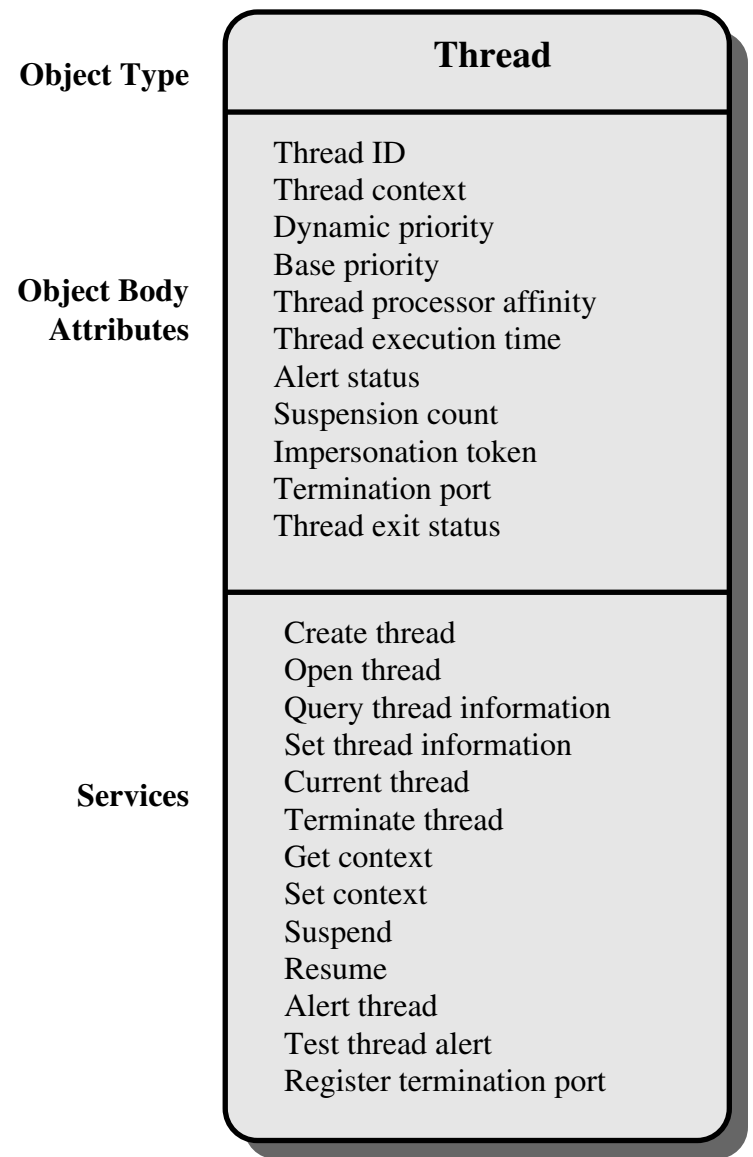 Object Type
Thread
Object Body
Attributes
Thread ID
Thread context
Dynamic priority
Base priority
Thread processor affinity
Thread execution time
Alert status
Suspension count
Impersonation token
Termination port
Thread exit status
Services
Create thread
Open thread
Query thread information
Set thread information
Current thread
Terminate thread
Get context
Set context
Suspend
Resume
Alert thread
Test thread alert
Register termination port